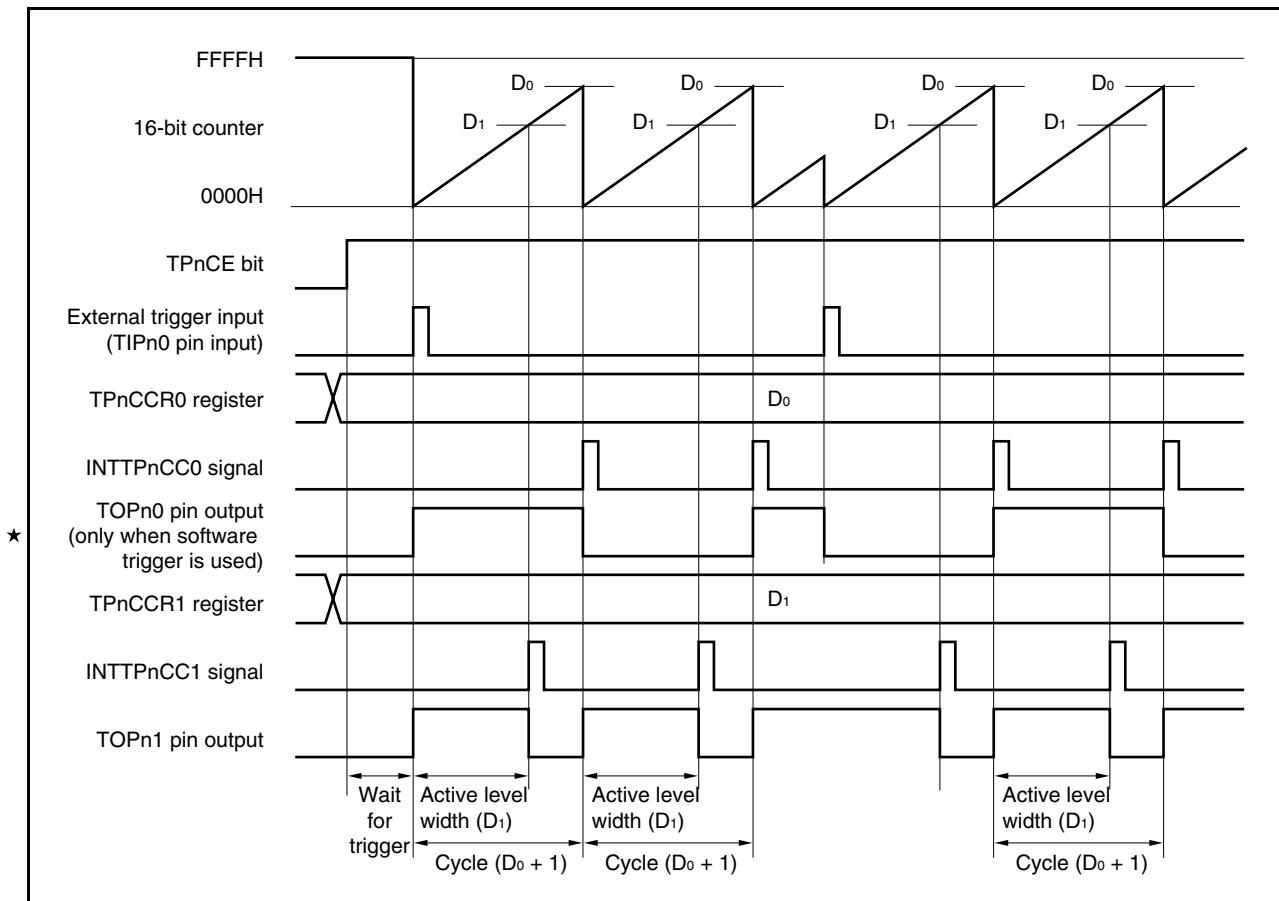 FFFFH
D0 D0 D0 D0
16-bit counter
D1 D1 D1 D1
0000H
TPnCE bit
External trigger input
(TIPn0 pin input)
TPnCCR0 register
D0
INTTPnCC0 signal
TOPn0 pin output
★ (only when software
trigger is used)
TPnCCR1 register
D1
INTTPnCC1 signal
TOPn1 pin output
Wait
for
trigger
Active level
width (D1)
Active level
width (D1)
Active level
width (D1)
Cycle (D0 + 1)
Cycle (D0 + 1)
Cycle (D0 + 1)